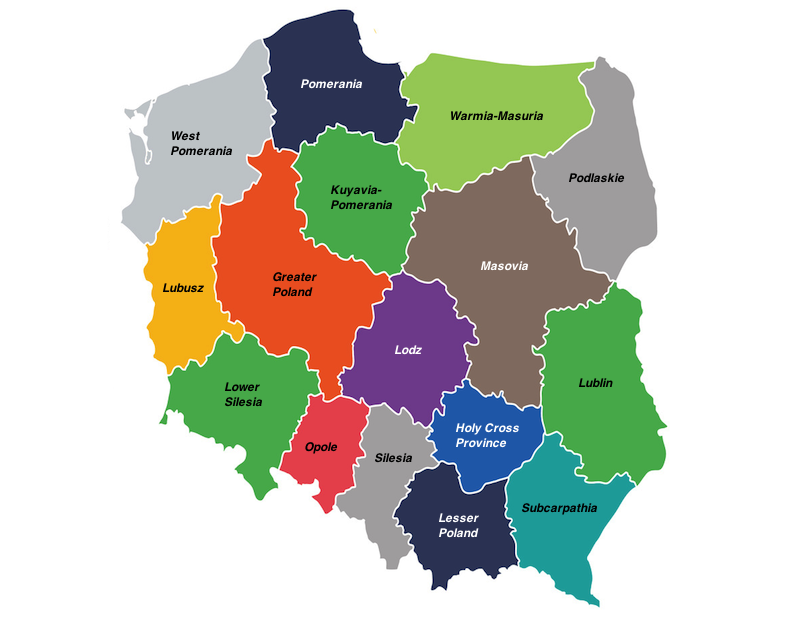 Pomerania
Warmia-Masuria
West
Pomerania
Podlaskie
Kuyavia-
Pomerania
Masovia
Greater
Poland
Lubusz
Lodz
Lublin
Lower
Silesia
Holy Cross
Province
Opole
Silesia
Subcarpathia
Lesser
Poland